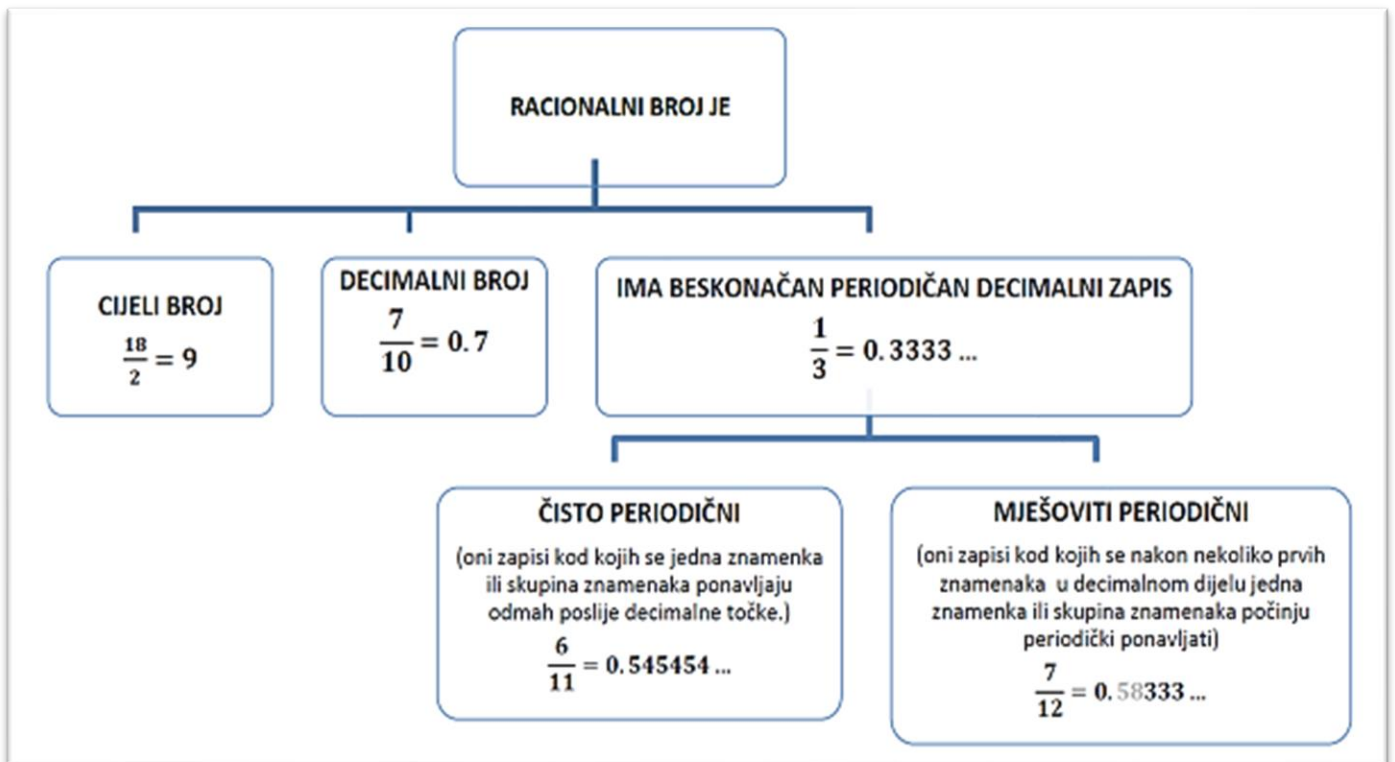 RACIONALNI BROJ JE
CIJELI BROJ
18/2 = 9
DECIMALNI BROJ
7/10 = 0.7
IMA BESKONAČAN PERIODIČAN DECIMALNI ZAPIS
1/3 = 0.3333 ...
ČISTO PERIODIČNI
(oni zapisi kod kojih se jedna znamenka
ili skupina znamenaka ponavljaju
odmah poslije decimalne točke.)
6/11 = 0.545454 ...
MJEŠOVITI PERIODIČNI
(oni zapisi kod kojih se nakon nekoliko prvih
znamenaka u decimalnom dijelu jedna
znamenka ili skupina znamenaka počinju
periodički ponavljati)
7/12 = 0.58333 ...